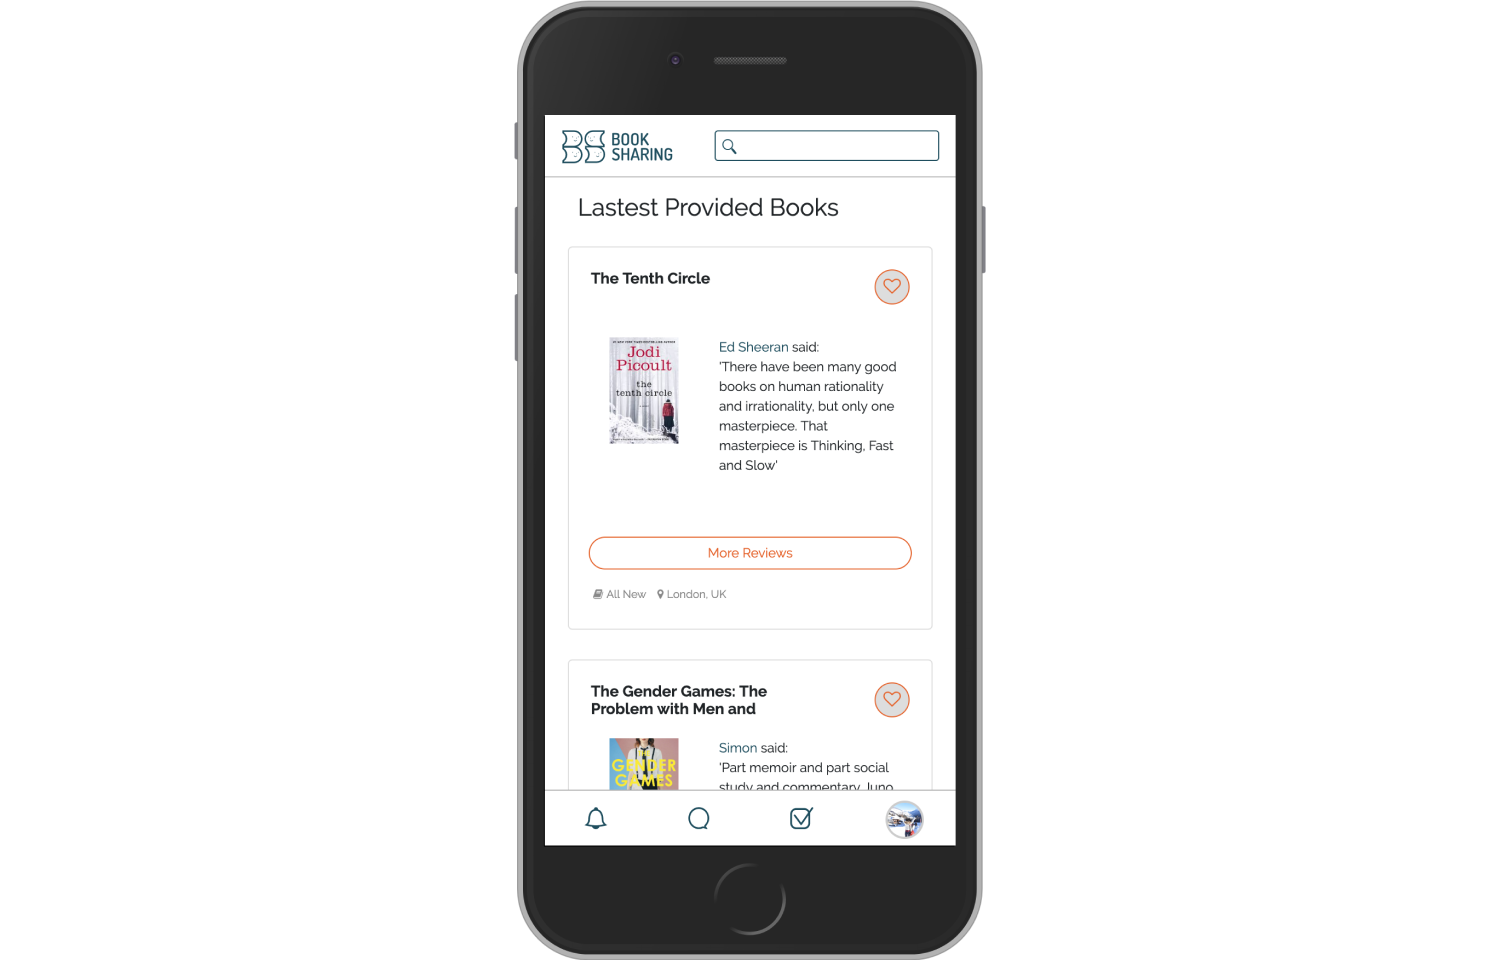 BOOK
SHARING
Lastest Provided Books
The Tenth Circle
Jodi
Picoult
the
tenth circle
Ed Sheeran said:
'There have been many good
books on human rationality
and irrationality, but only one
masterpiece. That
masterpiece is Thinking, Fast
and Slow'
More Reviews
All New London, UK
The Gender Games: The
Problem with Men and
GENDER
GAMES
Simon said:
'Part memoir and part social
study and commentary, Juno